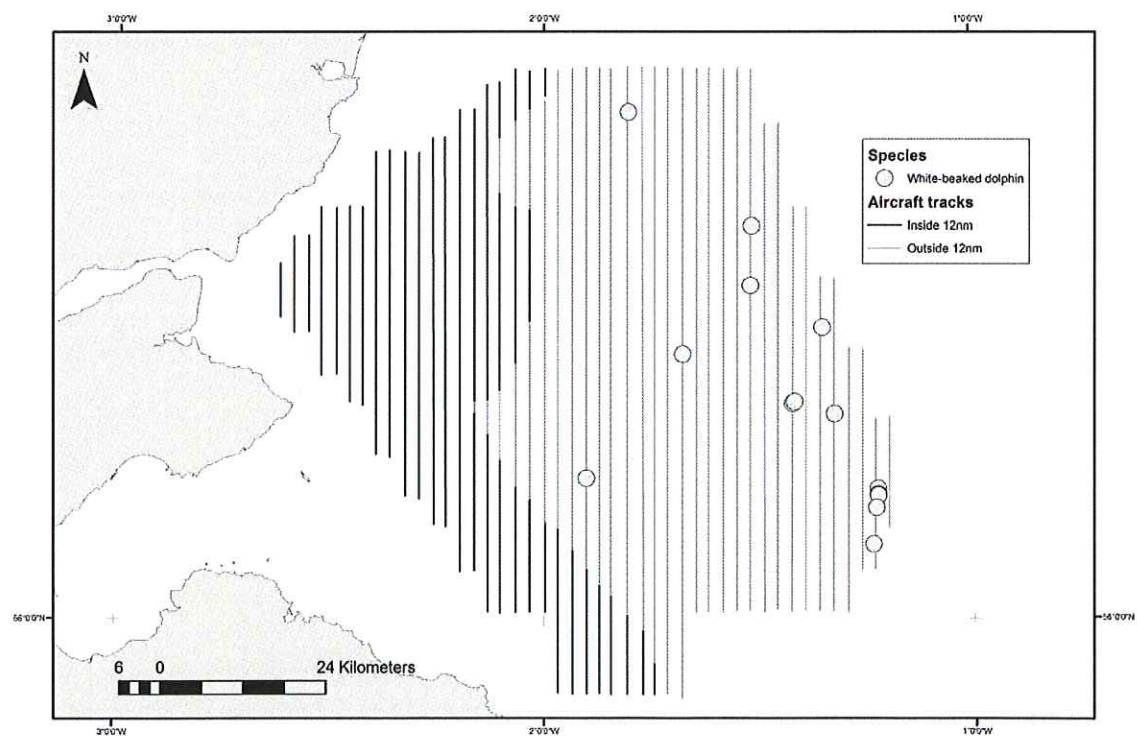 3°0'0"W 2°0'0"W 1°0'0"W
N
Species
White-beaked dolphin
Aircraft tracks
Inside 12nm
Outside 12nm
56°0'0"N 56°0'0"N
6 0 24 Kilometers
3°0'0"W 2°0'0"W 1°0'0"W